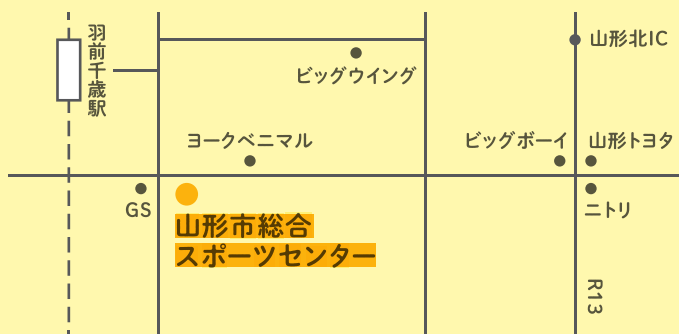 羽前千歳駅
山形北IC
ビッグウイング
ヨークベニマル
ビッグボーイ
山形トヨタ
GS
ニトリ
山形市総合
スポーツセンター
R13